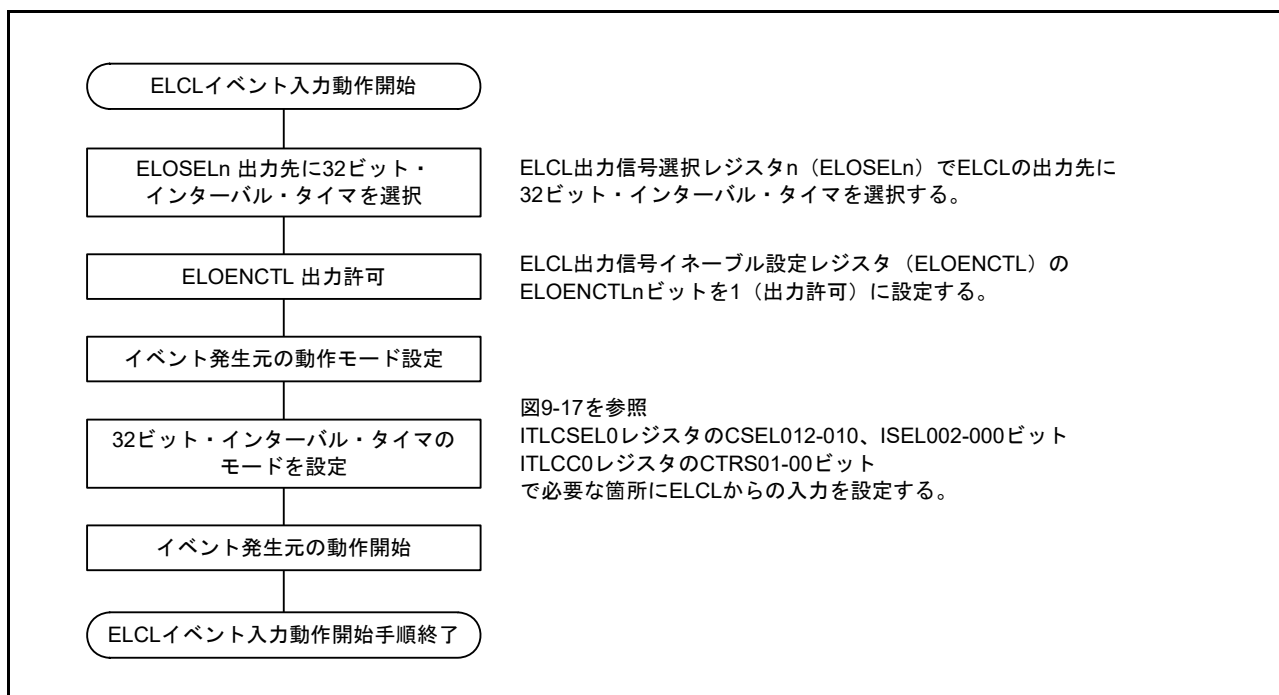 ELCLイベント入力動作開始
ELOSELn 出力先に32ビット・
インターバル・タイマを選択
ELCL出力信号選択レジスタn（ELOSELn）でELCLの出力先に
32ビット・インターバル・タイマを選択する。
ELOENCTL 出力許可
ELCL出力信号イネーブル設定レジスタ（ELOENCTL）の
ELOENCTLnビットを1（出力許可）に設定する。
イベント発生元の動作モード設定
32ビット・インターバル・タイマの
モードを設定
図9-17を参照
ITLCSEL0レジスタのCSEL012-010、ISEL002-000ビット
ITLCC0レジスタのCTRS01-00ビット
で必要な箇所にELCLからの入力を設定する。
イベント発生元の動作開始
ELCLイベント入力動作開始手順終了